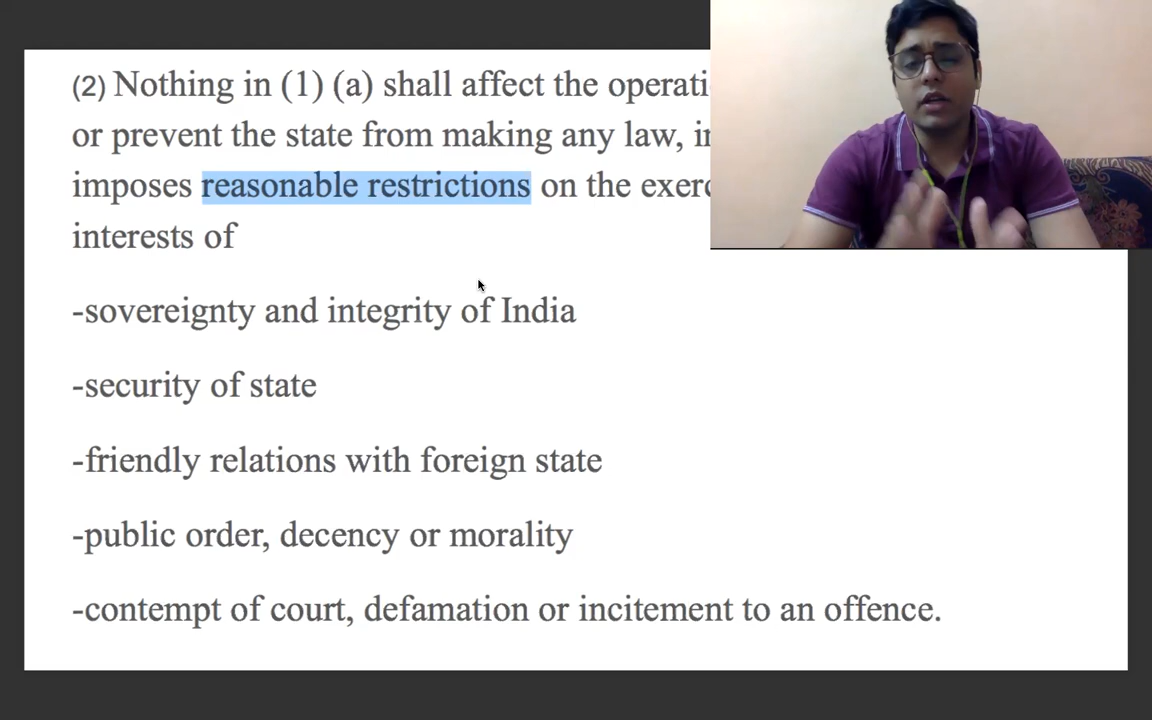 (2) Nothing in (1) (a) shall affect the
or prevent the state from making any law,
imposes reasonable restrictions on the
interests of
-sovereignty and integrity of India
-security of state
-friendly relations with foreign state
-public order, decency or morality
-contempt of court, defamation or incitement to an offence.